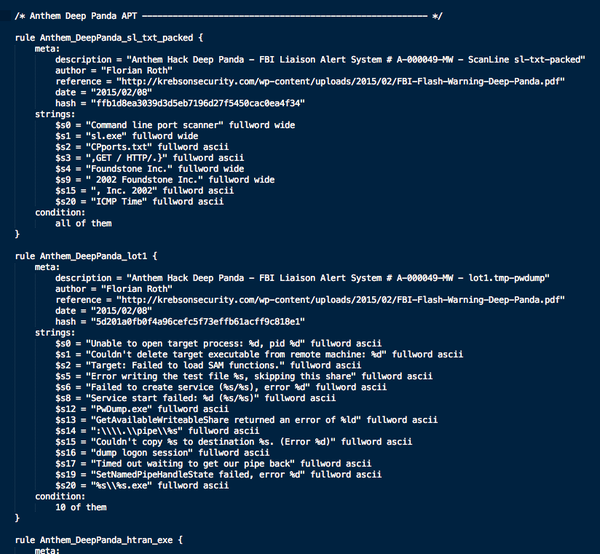 /* Anthem Deep Panda APT ------------------------------------------------------- */
rule Anthem_DeepPanda_sl_txt_packed {
meta:
description = "Anthem Hack Deep Panda - FBI Liaison Alert System # A-000049-MW - ScanLine sl-txt-packed"
author = "Florian Roth"
reference = "http://krebsonsecurity.com/wp-content/uploads/2015/02/FBI-Flash-Warning-Deep-Panda.pdf"
date = "2015/02/08"
hash = "ffb1d8ea3039d3d5eb7196d27f5450cac0ea4f34"
strings:
$s0 = "Command line port scanner" fullword wide
$s1 = "sl.exe" fullword wide
$s2 = "CPports.txt" fullword ascii
$s3 = ",GET / HTTP/.}" fullword ascii
$s4 = "Foundstone Inc." fullword wide
$s9 = " 2002 Foundstone Inc." fullword wide
$s15 = ", Inc. 2002" fullword ascii
$s20 = "ICMP Time" fullword ascii
condition:
all of them
}
rule Anthem_DeepPanda_lot1 {
meta:
description = "Anthem Hack Deep Panda - FBI Liaison Alert System # A-000049-MW - lot1.tmp-pwdump"
author = "Florian Roth"
reference = "http://krebsonsecurity.com/wp-content/uploads/2015/02/FBI-Flash-Warning-Deep-Panda.pdf"
date = "2015/02/08"
hash = "5d201a0fb0f4a96cefc5f73effb61acff9c818e1"
strings:
$s0 = "Unable to open target process: %d, pid %d" fullword ascii
$s1 = "Couldn't delete target executable from remote machine: %d" fullword ascii
$s2 = "Target: Failed to load SAM functions." fullword ascii
$s5 = "Error writing the test file %s, skipping this share" fullword ascii
$s6 = "Failed to create service (%s/%s), error %d" fullword ascii
$s8 = "Service start failed: %d (%s/%s)" fullword ascii
$s12 = "PwDump.exe" fullword ascii
$s13 = "GetAvailableWriteableShare returned an error of %ld" fullword ascii
$s14 = ":\\\\.\\pipe\\%s" fullword ascii
$s15 = "Couldn't copy %s to destination %s. (Error %d)" fullword ascii
$s16 = "dump logon session" fullword ascii
$s17 = "Timed out waiting to get our pipe back" fullword ascii
$s19 = "SetNamedPipeHandleState failed, error %d" fullword ascii
$s20 = "%s\\%s.exe" fullword ascii
condition:
10 of them
}
rule Anthem_DeepPanda_htran_exe {
meta: